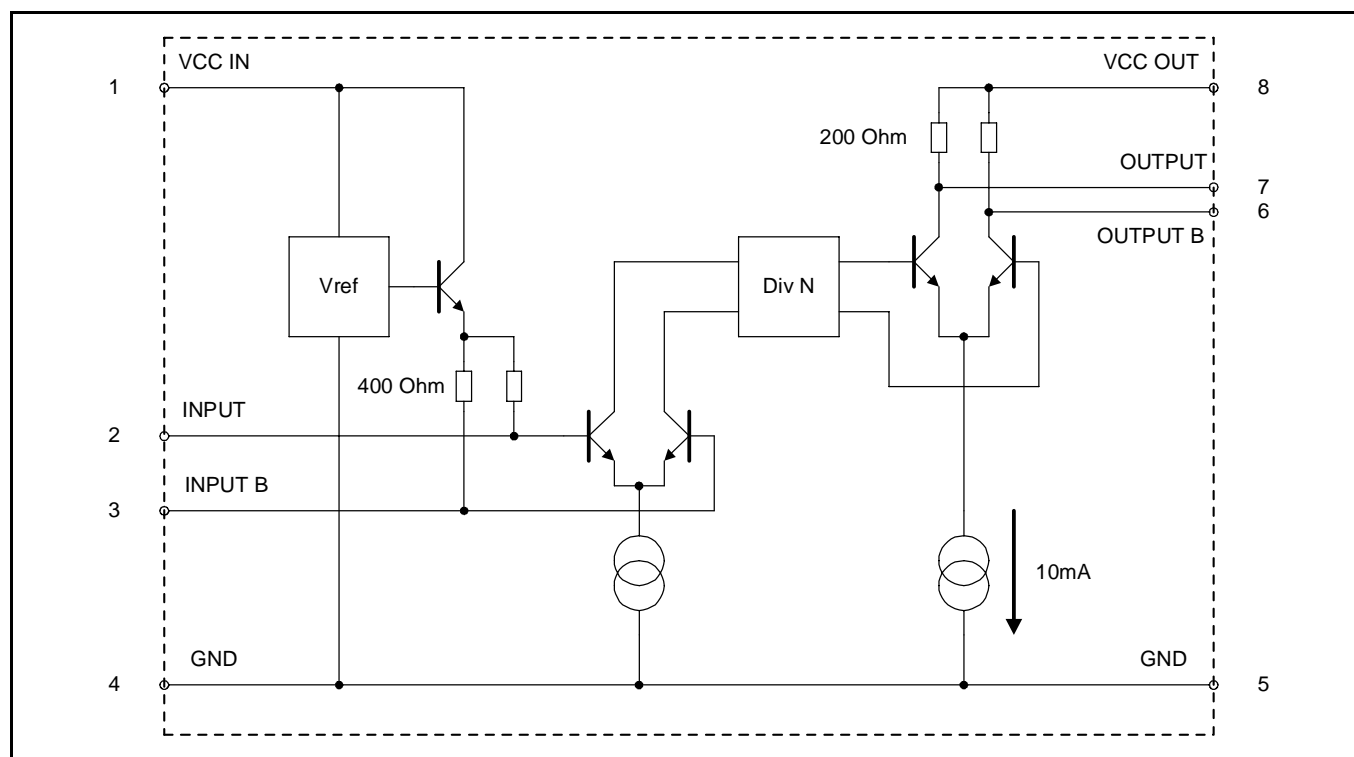 VCC IN
VCC OUT
1
8
200 Ohm
OUTPUT
7
6
OUTPUT B
Vref
Div N
400 Ohm
INPUT
2
INPUT B
3
10mA
GND
GND
4
5